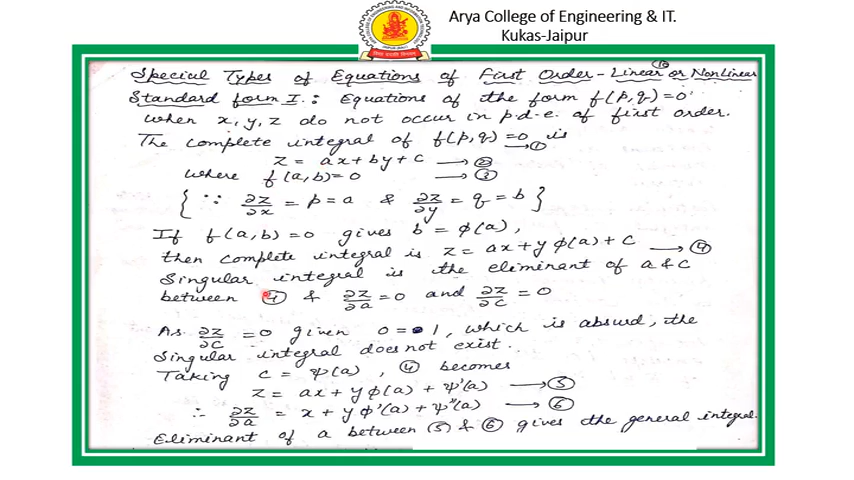 Arya College of Engineering & IT.
Kukas-Jaipur
Special Types of Equations of First Order - Linear or Nonlinear
Standard form I : Equations of the form f(p,q)=0
when x,y,z do not occur in p.d.e. of first order.
The complete integral of f(p,q)=0 is
→①
z = ax+by+c →②
where f(a,b)=0 →③
{ ∵ ∂z/∂x = p = a & ∂z/∂y = q = b }
If f(a,b)=0 gives b = φ(a),
then complete integral is z = ax+yφ(a)+c →④
Singular integral is the eliminant of a & c
between ④ & ∂z/∂a = 0 and ∂z/∂c = 0
As ∂z/∂c = 0 given 0 = 1, which is absurd, the
Singular integral does not exist.
Taking c = ψ(a), ④ becomes
z = ax + yφ(a) + ψ'(a) →⑤
∴ ∂z/∂a = x + yφ'(a) + ψ''(a) →⑥
Eliminant of a between ⑤ & ⑥ gives the general integral.